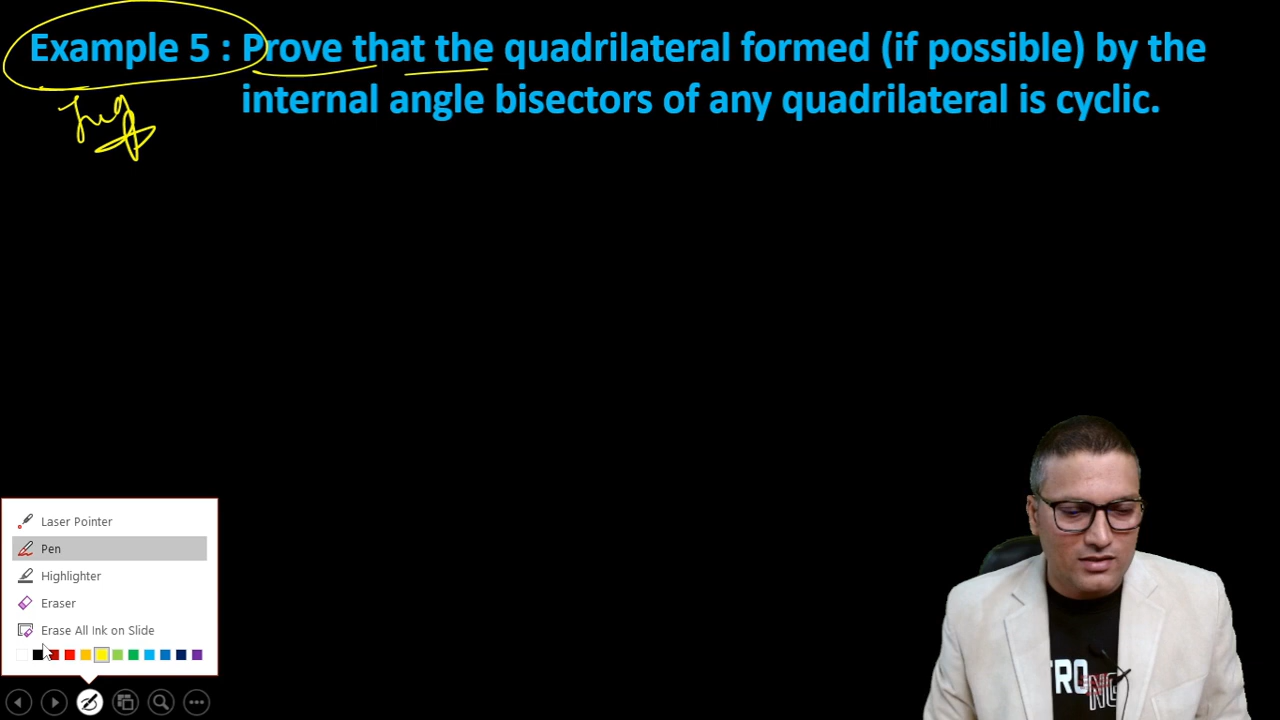 Example 5 : Prove that the quadrilateral formed (if possible) by the
internal angle bisectors of any quadrilateral is cyclic.
Laser Pointer
Pen
Highlighter
Eraser
Erase All Ink on Slide